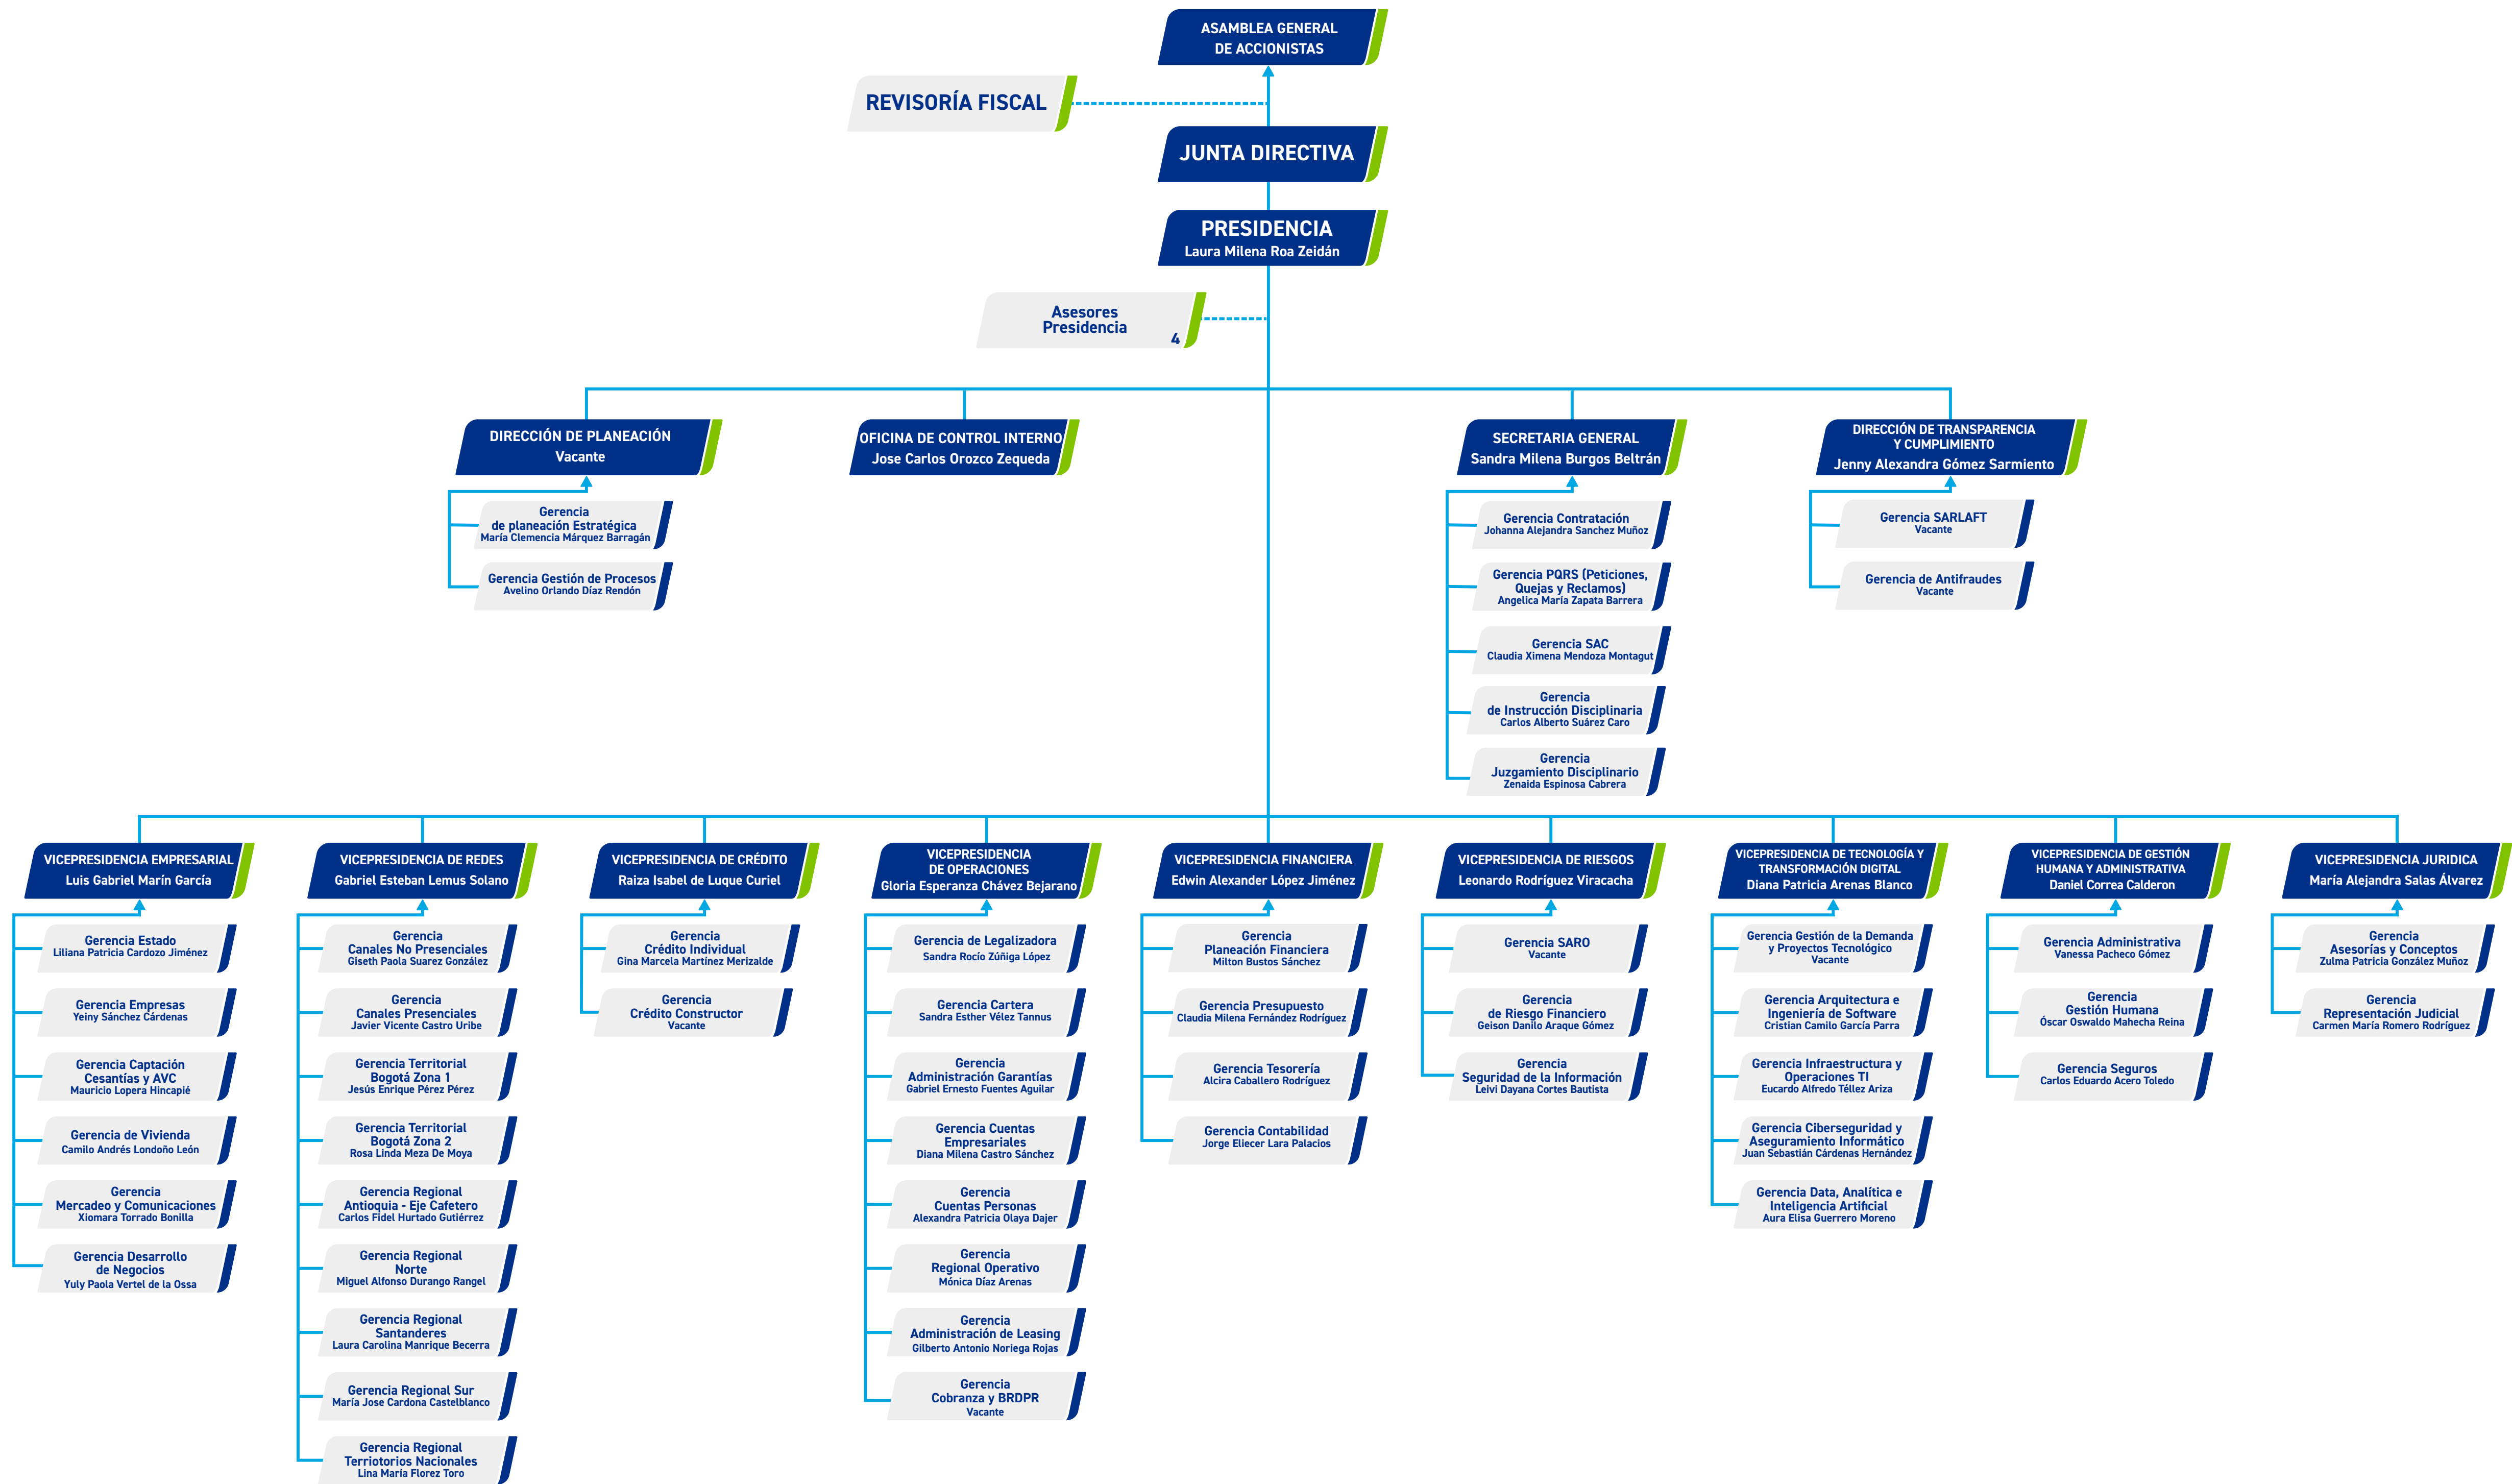 ASAMBLEA GENERAL
DE ACCIONISTAS
REVISORÍA FISCAL
JUNTA DIRECTIVA
PRESIDENCIA
Laura Milena Roa Zeidán
Asesores
Presidencia
4
DIRECCIÓN DE PLANEACIÓN
Vacante
Gerencia
de planeación Estratégica
María Clemencia Márquez Barragán
Gerencia Gestión de Procesos
Avelino Orlando Díaz Rendón
OFICINA DE CONTROL INTERNO
Jose Carlos Orozco Zequeda
SECRETARIA GENERAL
Sandra Milena Burgos Beltrán
Gerencia Contratación
Johanna Alejandra Sanchez Muñoz
Gerencia PQRS (Peticiones,
Quejas y Reclamos)
Angelica María Zapata Barrera
Gerencia SAC
Claudia Ximena Mendoza Montagut
Gerencia
de Instrucción Disciplinaria
Carlos Alberto Suárez Caro
Gerencia
Juzgamiento Disciplinario
Zenaida Espinosa Cabrera
DIRECCIÓN DE TRANSPARENCIA
Y CUMPLIMIENTO
Jenny Alexandra Gómez Sarmiento
Gerencia SARLAFT
Vacante
Gerencia de Antifraudes
Vacante
VICEPRESIDENCIA EMPRESARIAL
Luis Gabriel Marín García
Gerencia Estado
Liliana Patricia Cardozo Jiménez
Gerencia Empresas
Yeiny Sánchez Cárdenas
Gerencia Captación
Cesantías y AVC
Mauricio Lopera Hincapié
Gerencia de Vivienda
Camilo Andrés Londoño León
Gerencia
Mercadeo y Comunicaciones
Xiomara Torrado Bonilla
Gerencia Desarrollo
de Negocios
Yuly Paola Vertel de la Ossa
VICEPRESIDENCIA DE REDES
Gabriel Esteban Lemus Solano
Gerencia
Canales No Presenciales
Giseth Paola Suarez González
Gerencia
Canales Presenciales
Javier Vicente Castro Uribe
Gerencia Territorial
Bogotá Zona 1
Jesús Enrique Pérez Pérez
Gerencia Territorial
Bogotá Zona 2
Rosa Linda Meza De Moya
Gerencia Regional
Antioquia - Eje Cafetero
Carlos Fidel Hurtado Gutiérrez
Gerencia Regional
Norte
Miguel Alfonso Durango Rangel
Gerencia Regional
Santanderes
Laura Carolina Manrique Becerra
Gerencia Regional Sur
María Jose Cardona Castelblanco
Gerencia Regional
Terriotorios Nacionales
Lina María Florez Toro
VICEPRESIDENCIA DE CRÉDITO
Raiza Isabel de Luque Curiel
Gerencia
Crédito Individual
Gina Marcela Martínez Merizalde
Gerencia
Crédito Constructor
Vacante
VICEPRESIDENCIA
DE OPERACIONES
Gloria Esperanza Chávez Bejarano
Gerencia de Legalizadora
Sandra Rocío Zúñiga López
Gerencia Cartera
Sandra Esther Vélez Tannus
Gerencia
Administración Garantías
Gabriel Ernesto Fuentes Aguilar
Gerencia Cuentas
Empresariales
Diana Milena Castro Sánchez
Gerencia
Cuentas Personas
Alexandra Patricia Olaya Dajer
Gerencia
Regional Operativo
Mónica Díaz Arenas
Gerencia
Administración de Leasing
Gilberto Antonio Noriega Rojas
Gerencia
Cobranza y BRDPR
Vacante
VICEPRESIDENCIA FINANCIERA
Edwin Alexander López Jiménez
Gerencia
Planeación Financiera
Milton Bustos Sánchez
Gerencia Presupuesto
Claudia Milena Fernández Rodríguez
Gerencia Tesorería
Alcira Caballero Rodríguez
Gerencia Contabilidad
Jorge Eliecer Lara Palacios
VICEPRESIDENCIA DE RIESGOS
Leonardo Rodríguez Viracacha
Gerencia SARO
Vacante
Gerencia
de Riesgo Financiero
Geison Danilo Araque Gómez
Gerencia
Seguridad de la Información
Leivi Dayana Cortes Bautista
VICEPRESIDENCIA DE TECNOLOGÍA Y
TRANSFORMACIÓN DIGITAL
Diana Patricia Arenas Blanco
Gerencia Gestión de la Demanda
y Proyectos Tecnológico
Vacante
Gerencia Arquitectura e
Ingeniería de Software
Cristian Camilo García Parra
Gerencia Infraestructura y
Operaciones TI
Eucardo Alfredo Téllez Ariza
Gerencia Ciberseguridad y
Aseguramiento Informático
Juan Sebastián Cárdenas Hernández
Gerencia Data, Analítica e
Inteligencia Artificial
Aura Elisa Guerrero Moreno
VICEPRESIDENCIA DE GESTIÓN
HUMANA Y ADMINISTRATIVA
Daniel Correa Calderon
Gerencia Administrativa
Vanessa Pacheco Gómez
Gerencia
Gestión Humana
Óscar Oswaldo Mahecha Reina
Gerencia Seguros
Carlos Eduardo Acero Toledo
VICEPRESIDENCIA JURIDICA
María Alejandra Salas Álvarez
Gerencia
Asesorías y Conceptos
Zulma Patricia González Muñoz
Gerencia
Representación Judicial
Carmen María Romero Rodríguez